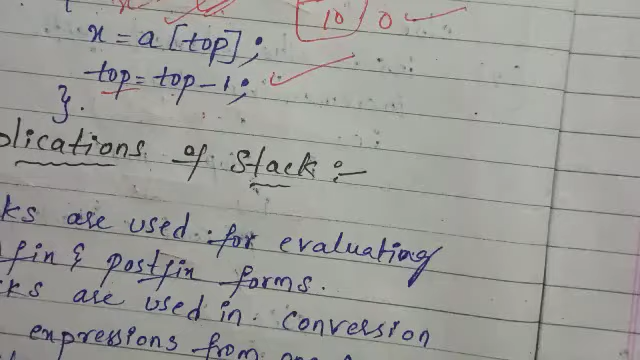 {
10 0
x = a [top];
top = top - 1;
}.
plications of Stack :-
ks are used for evaluating
fix & postfix forms.
ks are used in conversion
expressions from